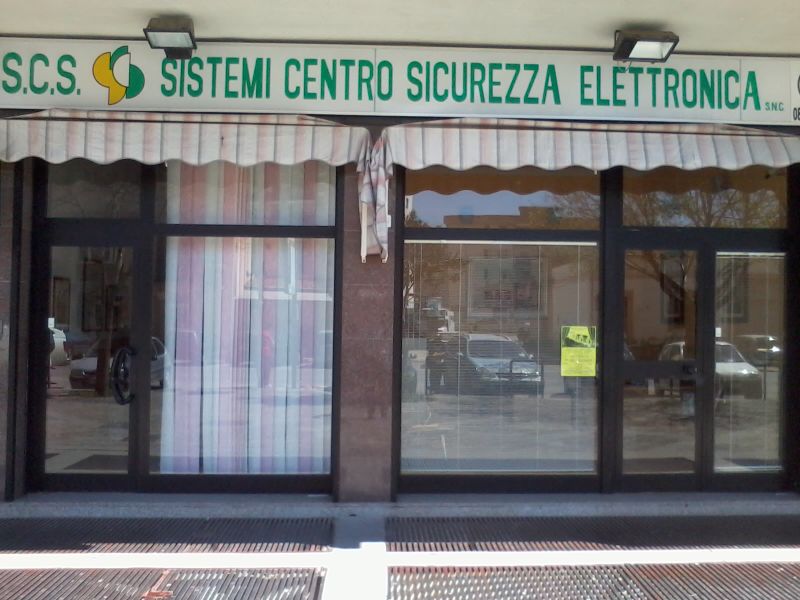 S.C.S. SISTEMI CENTRO SICUREZZA ELETTRONICA S.N.C.